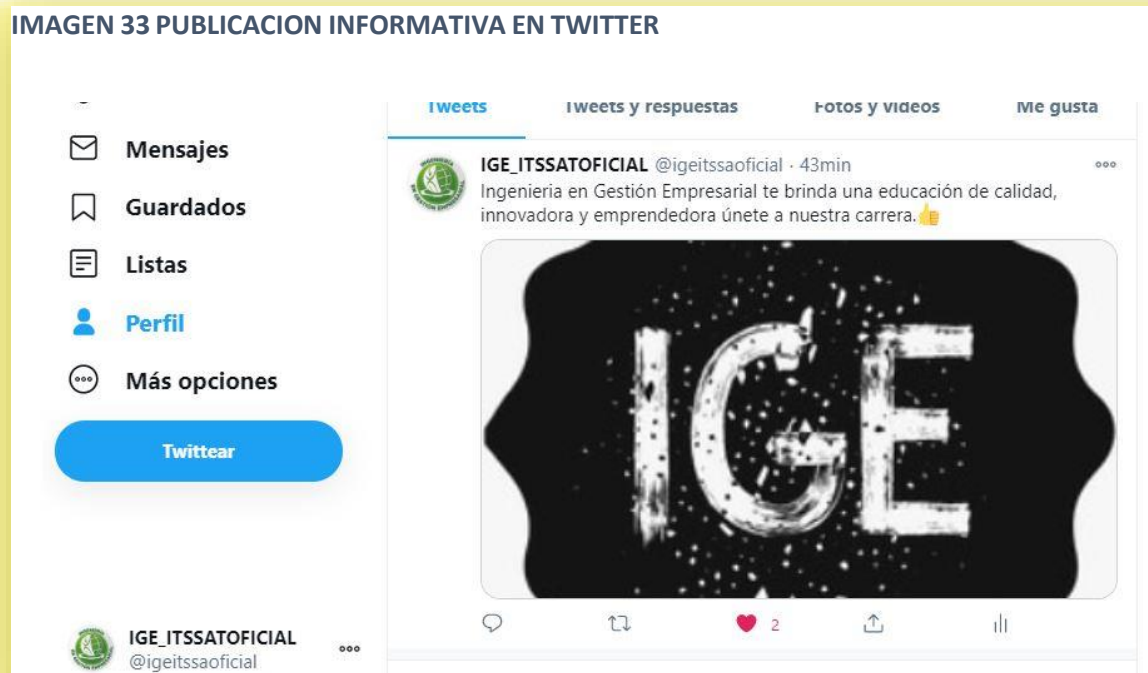 IMAGEN 33 PUBLICACION INFORMATIVA EN TWITTER
Tweets Tweets y respuestas Fotos y vídeos Me gusta
Mensajes
Guardados
Listas
Perfil
Más opciones
Twittear
IGE_ITSSATOFICIAL @igeitssaoficial · 43min
Ingenieria en Gestión Empresarial te brinda una educación de calidad,
innovadora y emprendedora únete a nuestra carrera.👍
IGE
2
IGE_ITSSATOFICIAL
@igeitssaoficial